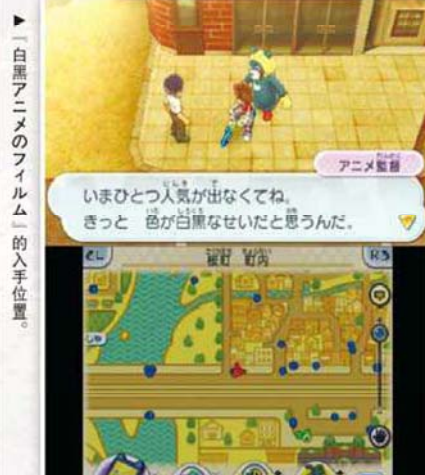 ▶『白黒アニメのフィルム』的入手位置。
アニメ監督
いまひとつ人気が出なくてね。
きっと 色が白黒なせいだと思うんだ。
L
町内
R